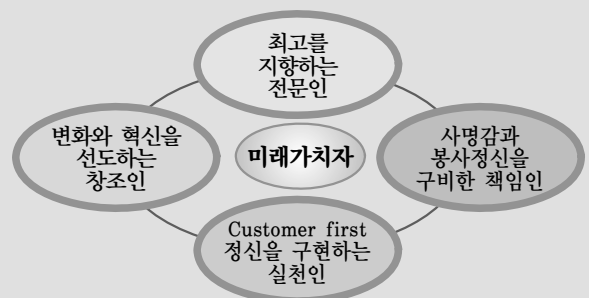 최고를
지향하는
전문인
변화와 혁신을
선도하는
창조인
미래가치자
사명감과
봉사정신을
구비한 책임인
Customer first
정신을 구현하는
실천인